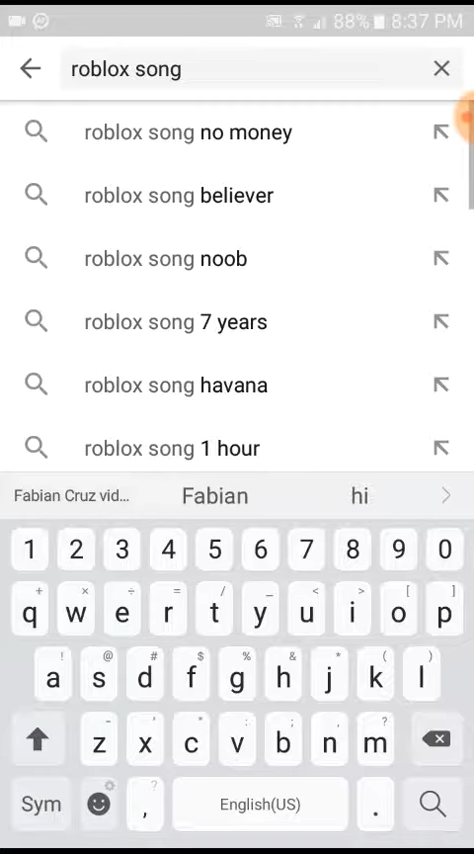 88% 8:37 PM
roblox song
roblox song no money
roblox song believer
roblox song noob
roblox song 7 years
roblox song havana
roblox song 1 hour
Fabian Cruz vid... Fabian hi
1 2 3 4 5 6 7 8 9 0
+ × ÷ = / _ < > [ ]
q w e r t y u i o p
! @ # $ % & * ( )
a s d f g h j k l
- ' " : ; , ?
z x c v b n m
Sym , ? English(US) .